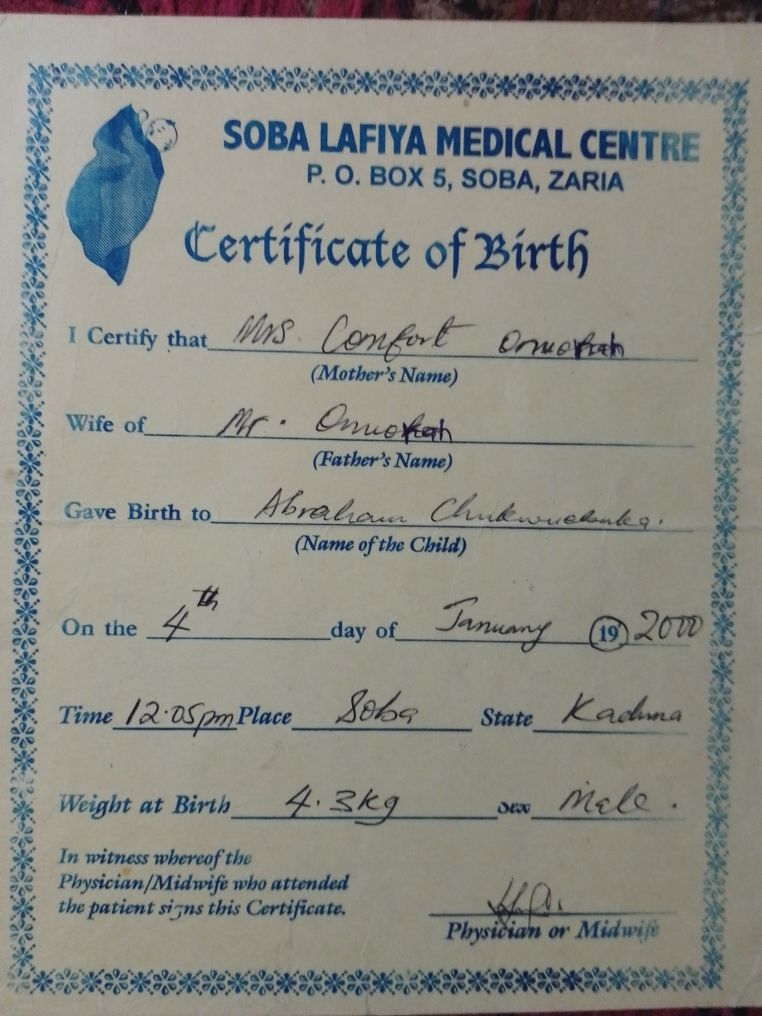 SOBA LAFIYA MEDICAL CENTRE
P. O. BOX 5, SOBA, ZARIA
Certificate of Birth
I Certify that Mrs. Comfort
(Mother's Name)
Wife of Mr.
(Father's Name)
Gave Birth to Abraham Chukwuebuka.
(Name of the Child)
On the 4th day of January 19 2000
Time 12.05pm Place Soba State Kaduna
Weight at Birth 4.3kg Sex Male.
In witness whereof the
Physician/Midwife who attended
the patient signs this Certificate.
Physician or Midwife